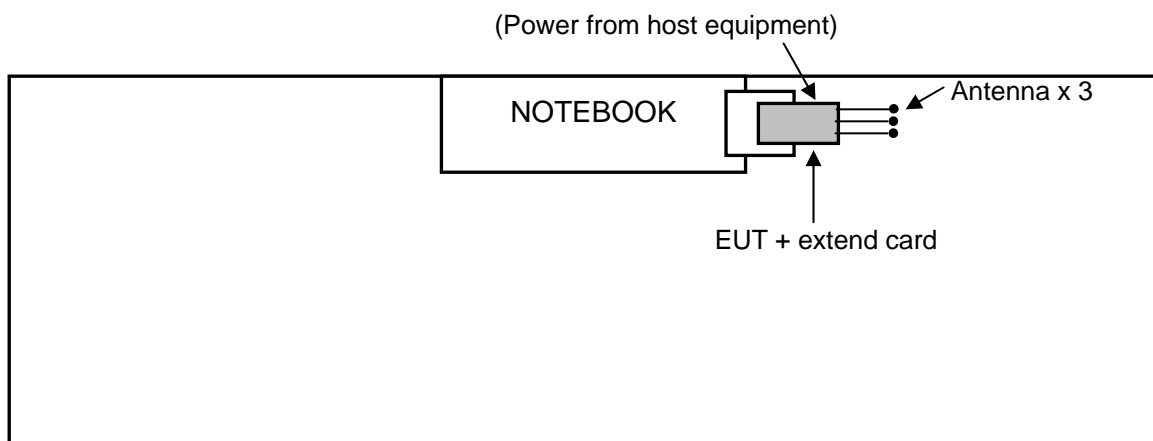 (Power from host equipment)
Antenna x 3
NOTEBOOK
EUT + extend card